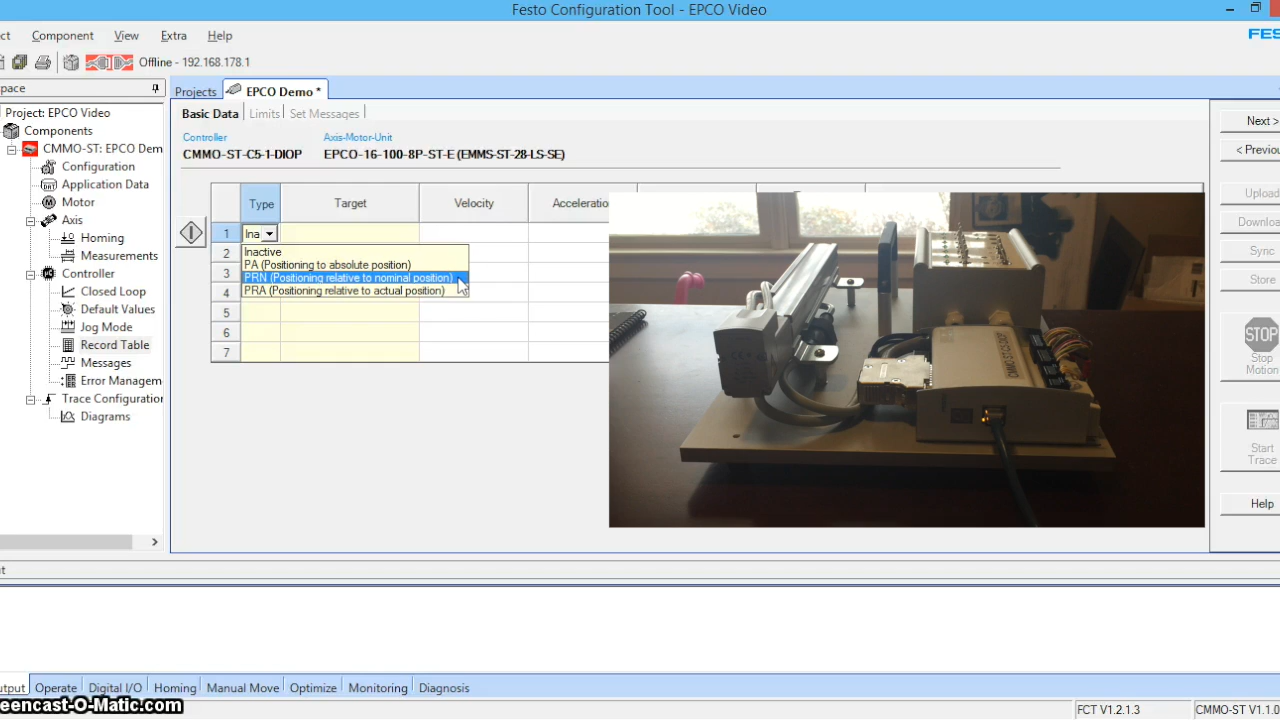 Festo Configuration Tool - EPCO Video
ct Component View Extra Help
FES
Offline - 192.168.178.1
pace
Projects EPCO Demo *
Project: EPCO Video
Components
CMMO-ST: EPCO Dem
Configuration
Application Data
Motor
Axis
Homing
Measurements
Controller
Closed Loop
Default Values
Jog Mode
Record Table
Messages
Error Managem
Trace Configuration
Diagrams
Basic Data Limits Set Messages
Controller Axis-Motor-Unit
CMMO-ST-C5-1-DIOP EPCO-16-100-8P-ST-E (EMMS-ST-28-LS-SE)
Type Target Velocity Acceleratio
1 Ina
2
3
4
5
6
7
Inactive
PA (Positioning to absolute position)
PRN (Positioning relative to nominal position)
PRA (Positioning relative to actual position)
CMMO-ST-C5-DIOP
Next >
< Previou
Upload
Downloa
Sync
Store
STOP
Stop
Motion
Start
Trace
Help
t
utput Operate Digital I/O Homing Manual Move Optimize Monitoring Diagnosis
reencast-O-Matic.com
FCT V1.2.1.3 CMMO-ST V1.1.0